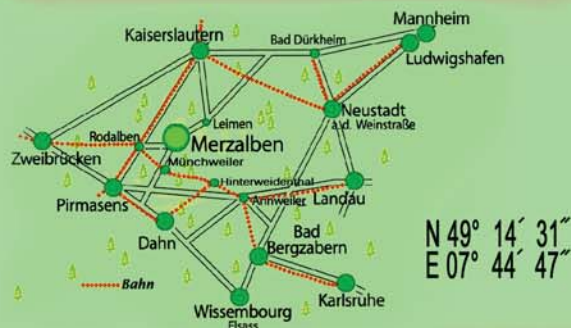 Mannheim
Kaiserslautern
Bad Dürkheim
Ludwigshafen
Leimen
Neustadt
a.d. Weinstraße
Rodalben
Merzalben
Zweibrücken
Münchweiler
Hinterweidenthal
Pirmasens
Annweiler
Landau
Dahn
Bad
Bergzabern
N 49° 14´ 31˝
E 07° 44´ 47˝
Bahn
Karlsruhe
Wissembourg
Elsass